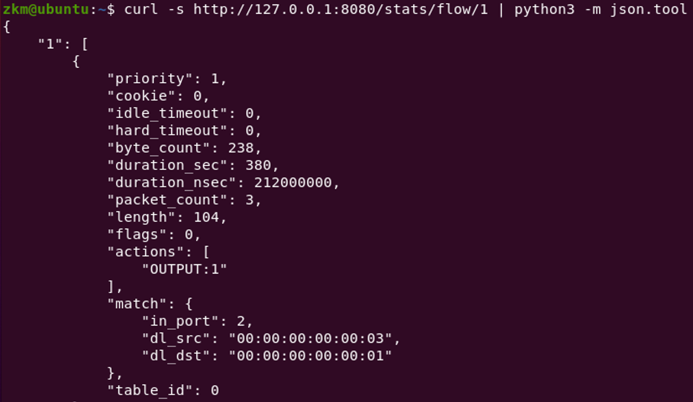 zkm@ubuntu:~$ curl -s http://127.0.0.1:8080/stats/flow/1 | python3 -m json.tool
{
    "1": [
        {
            "priority": 1,
            "cookie": 0,
            "idle_timeout": 0,
            "hard_timeout": 0,
            "byte_count": 238,
            "duration_sec": 380,
            "duration_nsec": 212000000,
            "packet_count": 3,
            "length": 104,
            "flags": 0,
            "actions": [
                "OUTPUT:1"
            ],
            "match": {
                "in_port": 2,
                "dl_src": "00:00:00:00:00:03",
                "dl_dst": "00:00:00:00:00:01"
            },
            "table_id": 0